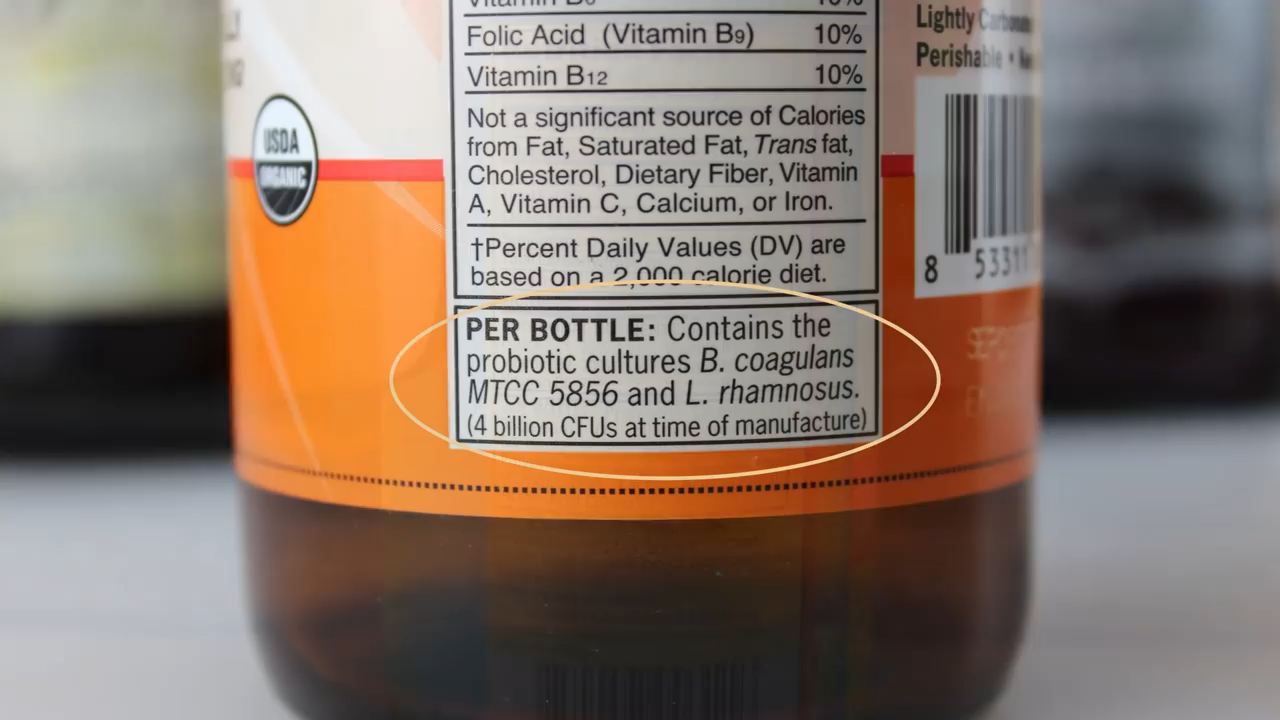 Folic Acid (Vitamin B9) 10%
Vitamin B12 10%
Not a significant source of Calories
from Fat, Saturated Fat, Trans fat,
Cholesterol, Dietary Fiber, Vitamin
A, Vitamin C, Calcium, or Iron.
†Percent Daily Values (DV) are
based on a 2,000 calorie diet.
PER BOTTLE: Contains the
probiotic cultures B. coagulans
MTCC 5856 and L. rhamnosus.
(4 billion CFUs at time of manufacture)
USDA
ORGANIC
Lightly
Perishable •
8 53311